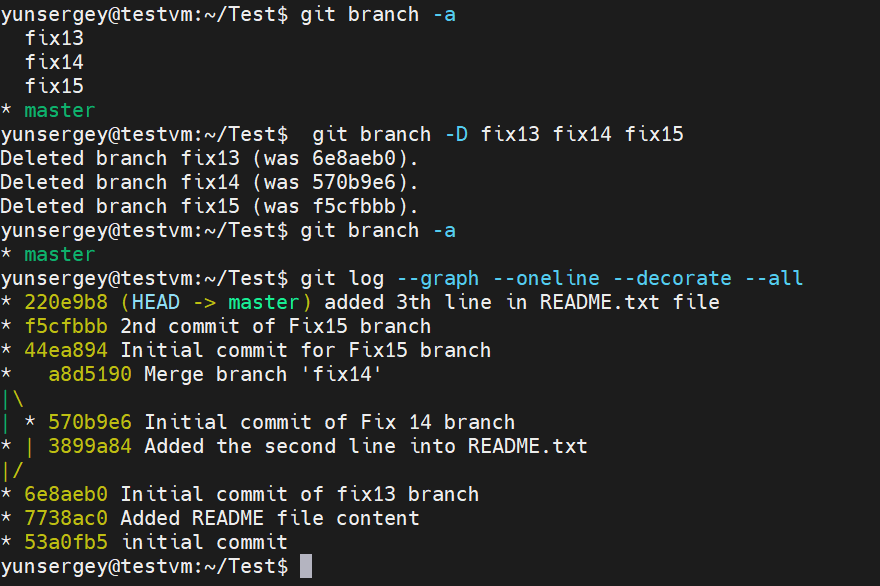 yunsergey@testvm:~/Test$ git branch -a
  fix13
  fix14
  fix15
* master
yunsergey@testvm:~/Test$  git branch -D fix13 fix14 fix15
Deleted branch fix13 (was 6e8aeb0).
Deleted branch fix14 (was 570b9e6).
Deleted branch fix15 (was f5cfbbb).
yunsergey@testvm:~/Test$ git branch -a
* master
yunsergey@testvm:~/Test$ git log --graph --oneline --decorate --all
* 220e9b8 (HEAD -> master) added 3th line in README.txt file
* f5cfbbb 2nd commit of Fix15 branch
* 44ea894 Initial commit for Fix15 branch
*   a8d5190 Merge branch 'fix14'
|\
| * 570b9e6 Initial commit of Fix 14 branch
* | 3899a84 Added the second line into README.txt
|/
* 6e8aeb0 Initial commit of fix13 branch
* 7738ac0 Added README file content
* 53a0fb5 initial commit
yunsergey@testvm:~/Test$